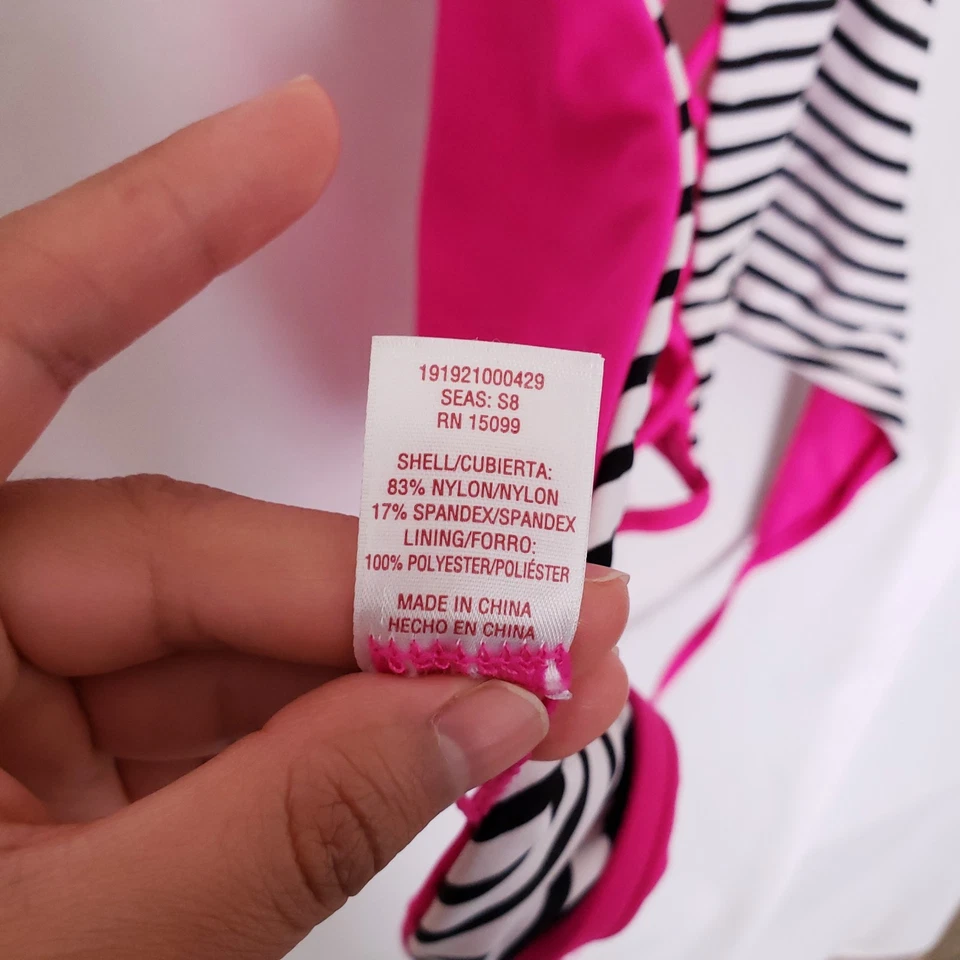 191921000429
SEAS: S8
RN 15099
SHELL/CUBIERTA:
83% NYLON/NYLON
17% SPANDEX/SPANDEX
LINING/FORRO:
100% POLYESTER/POLIÉSTER
MADE IN CHINA
HECHO EN CHINA